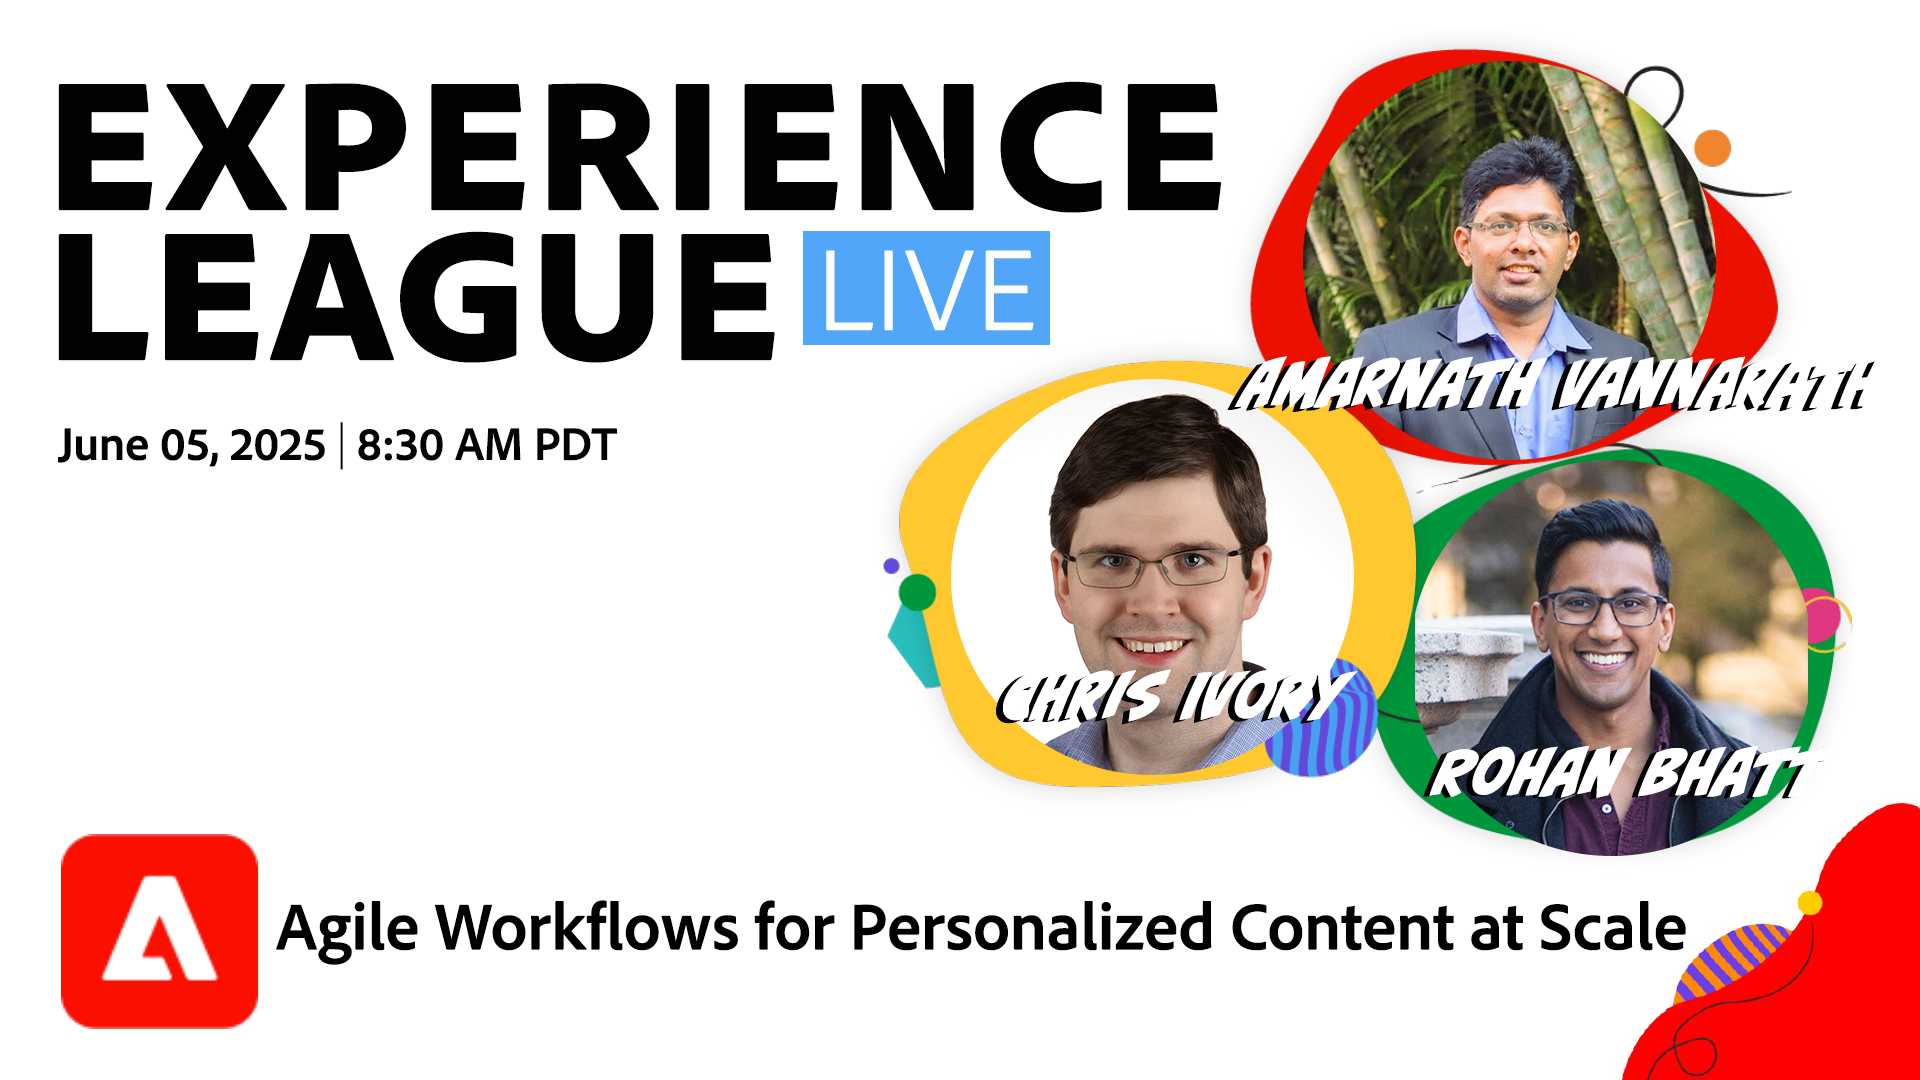 EXPERIENCE
LEAGUE LIVE
June 05, 2025 | 8:30 AM PDT
AMARNATH VANNARATH
CHRIS IVORY
ROHAN BHATT
Agile Workflows for Personalized Content at Scale